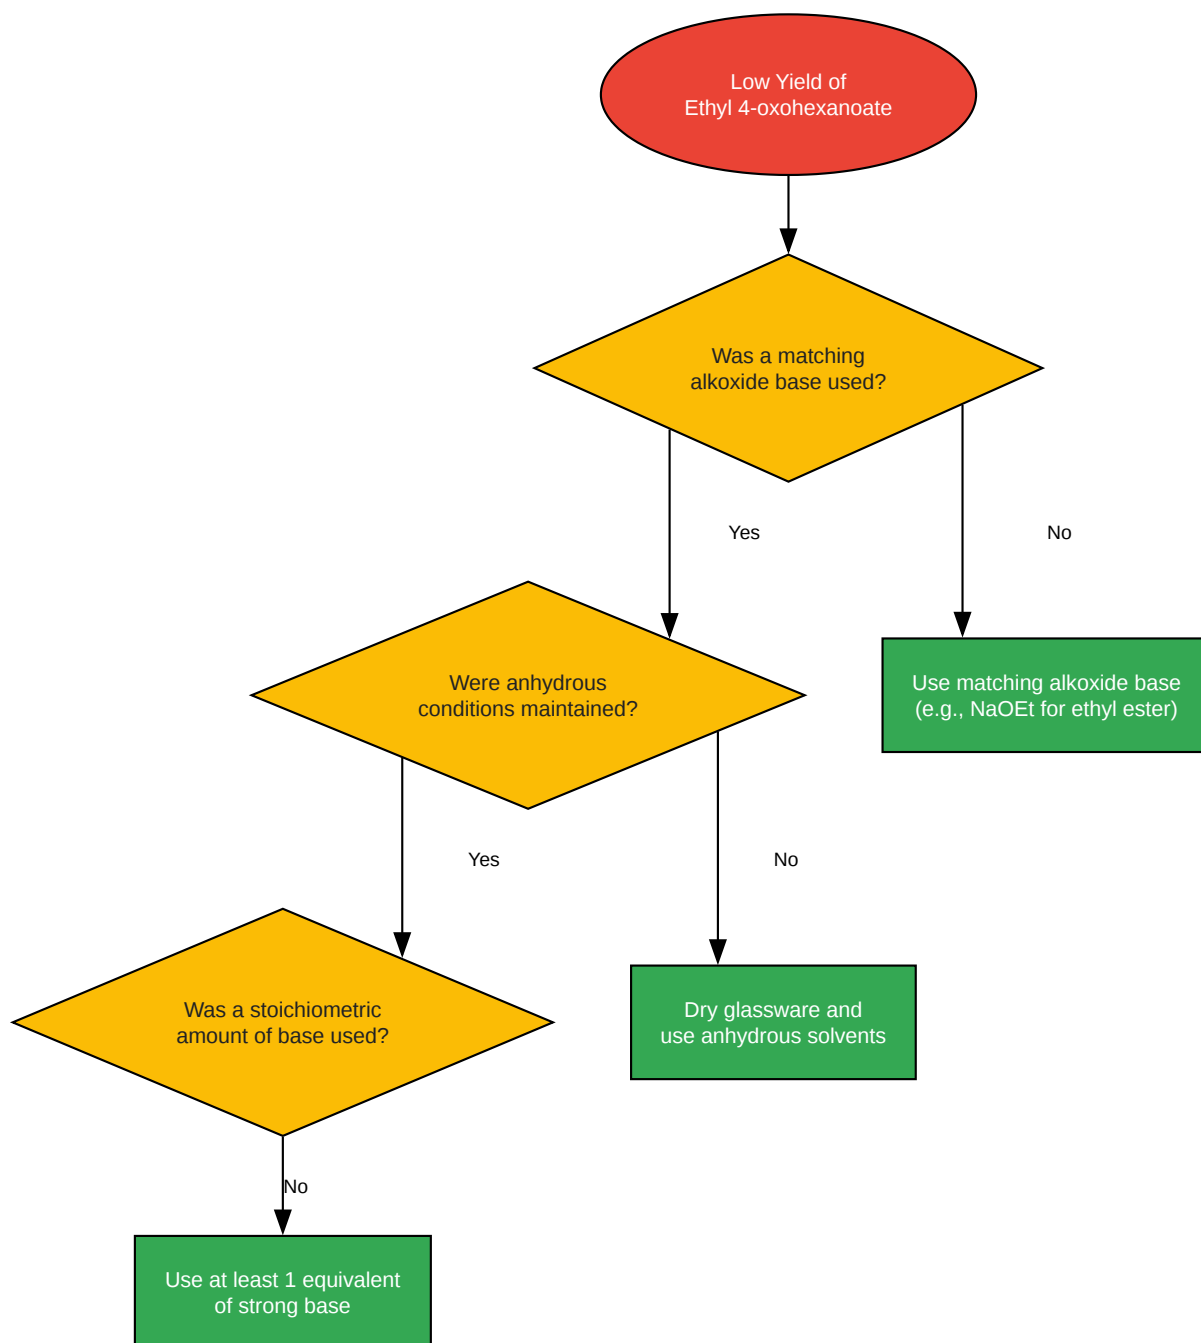 Low Yield of
Ethyl 4-oxohexanoate
Was a matching
alkoxide base used?
Yes
No
Were anhydrous
conditions maintained?
Use matching alkoxide base
(e.g., NaOEt for ethyl ester)
Yes
No
Was a stoichiometric
amount of base used?
Dry glassware and
use anhydrous solvents
No
Use at least 1 equivalent
of strong base